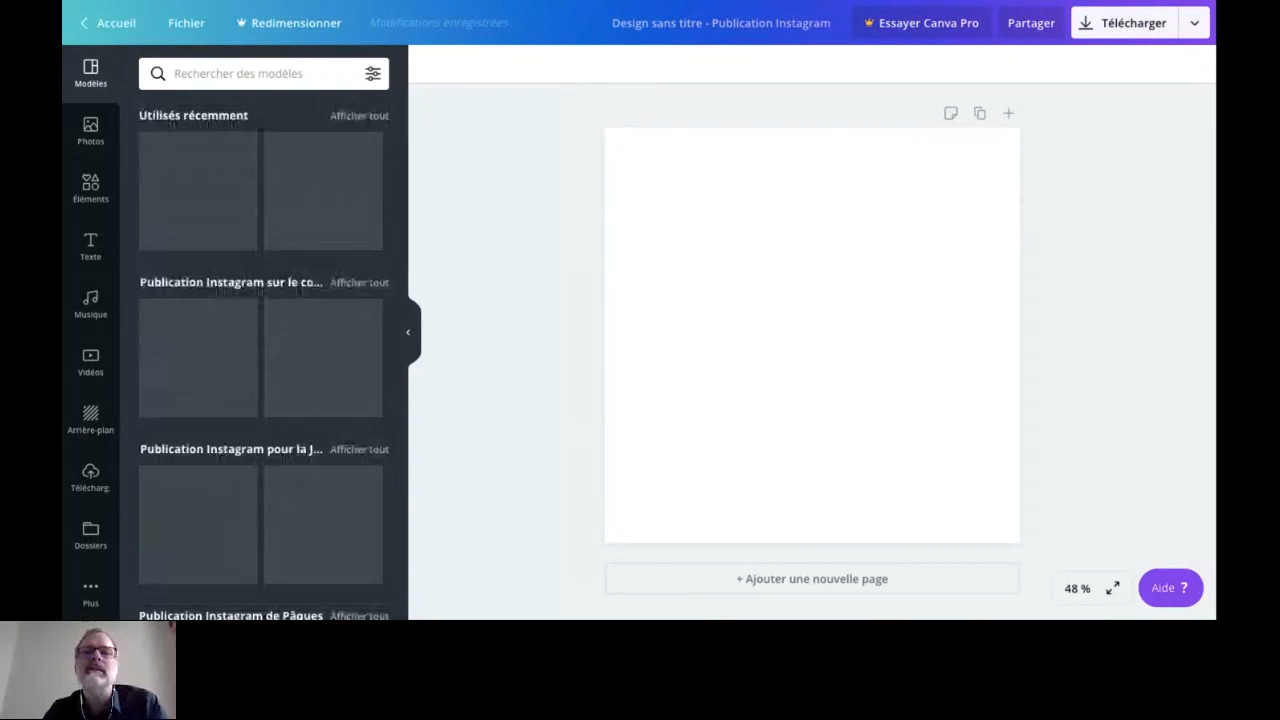 Accueil
Fichier
Redimensionner
Modifications enregistrées
Design sans titre - Publication Instagram
Essayer Canva Pro
Partager
Télécharger
Modèles
Photos
Éléments
Texte
Musique
Vidéos
Arrière-plan
Télécharg.
Dossiers
Plus
Rechercher des modèles
Utilisés récemment
Afficher tout
Publication Instagram sur le co...
Afficher tout
Publication Instagram pour la J...
Afficher tout
Publication Instagram de Pâques
Afficher tout
+ Ajouter une nouvelle page
48 %
Aide ?